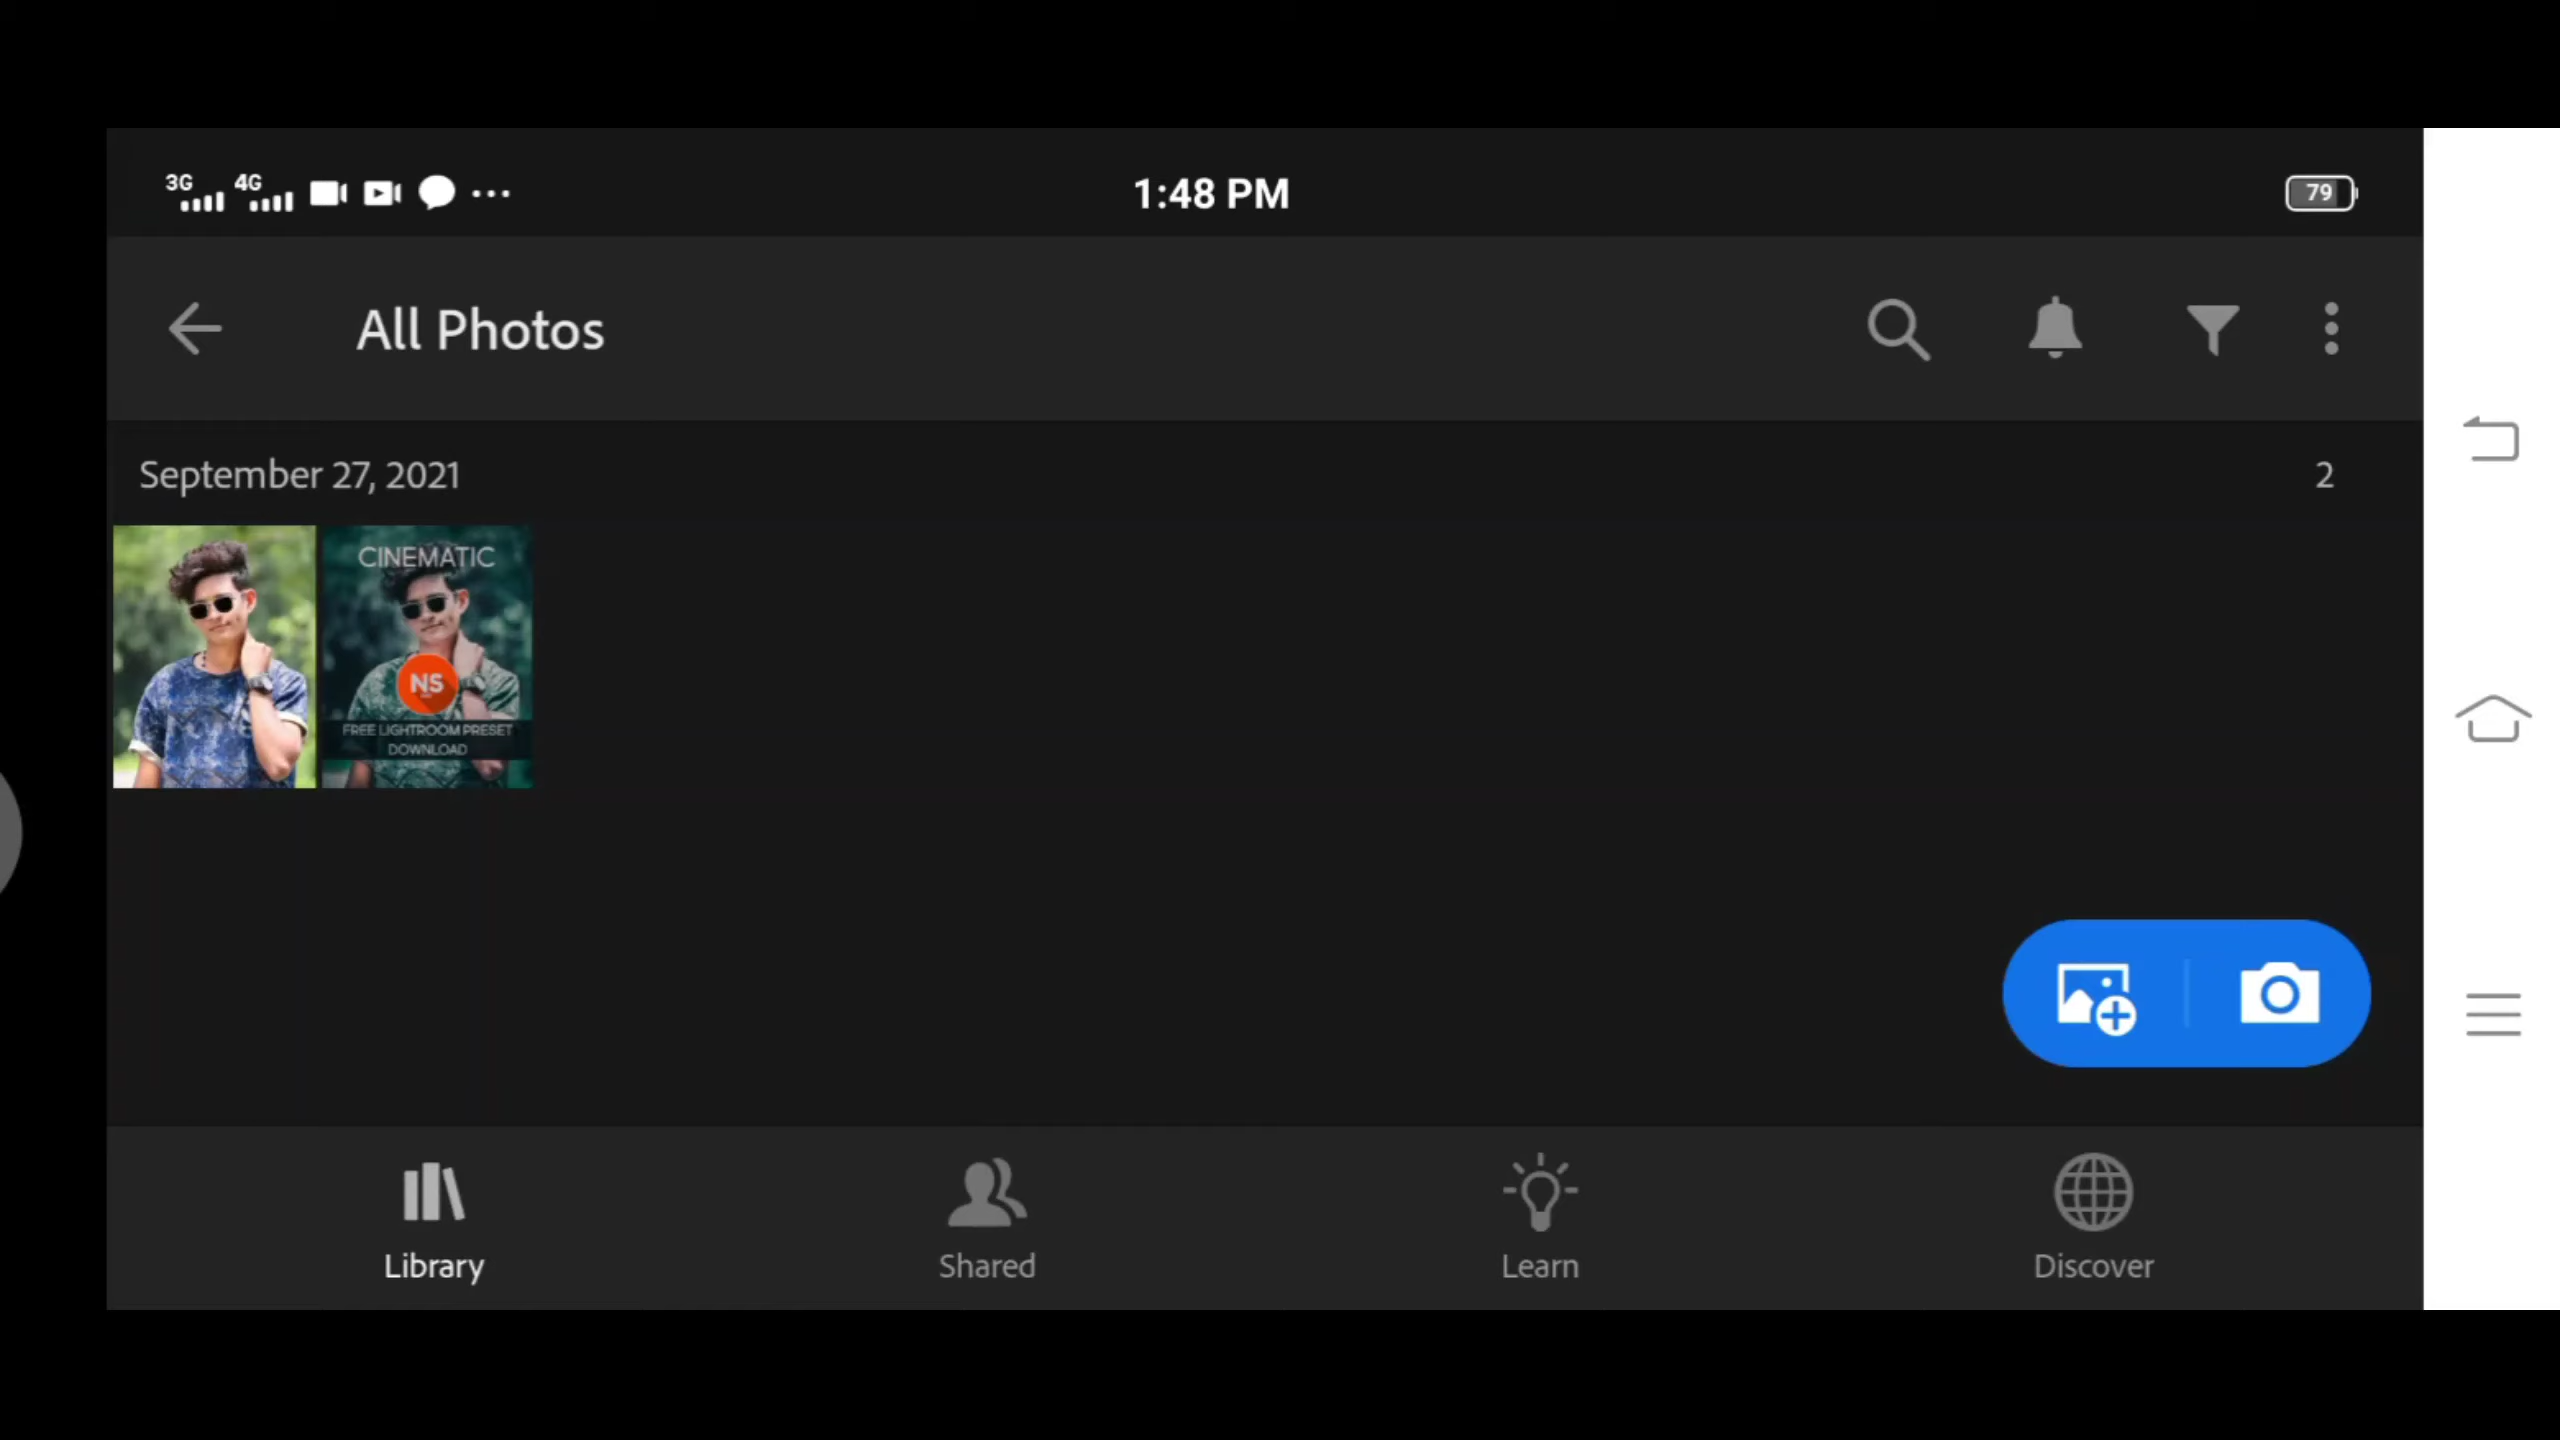 3G 4G 1:48 PM 79
All Photos
September 27, 2021 2
CINEMATIC
NS
FREE LIGHTROOM PRESET
DOWNLOAD
Library Shared Learn Discover